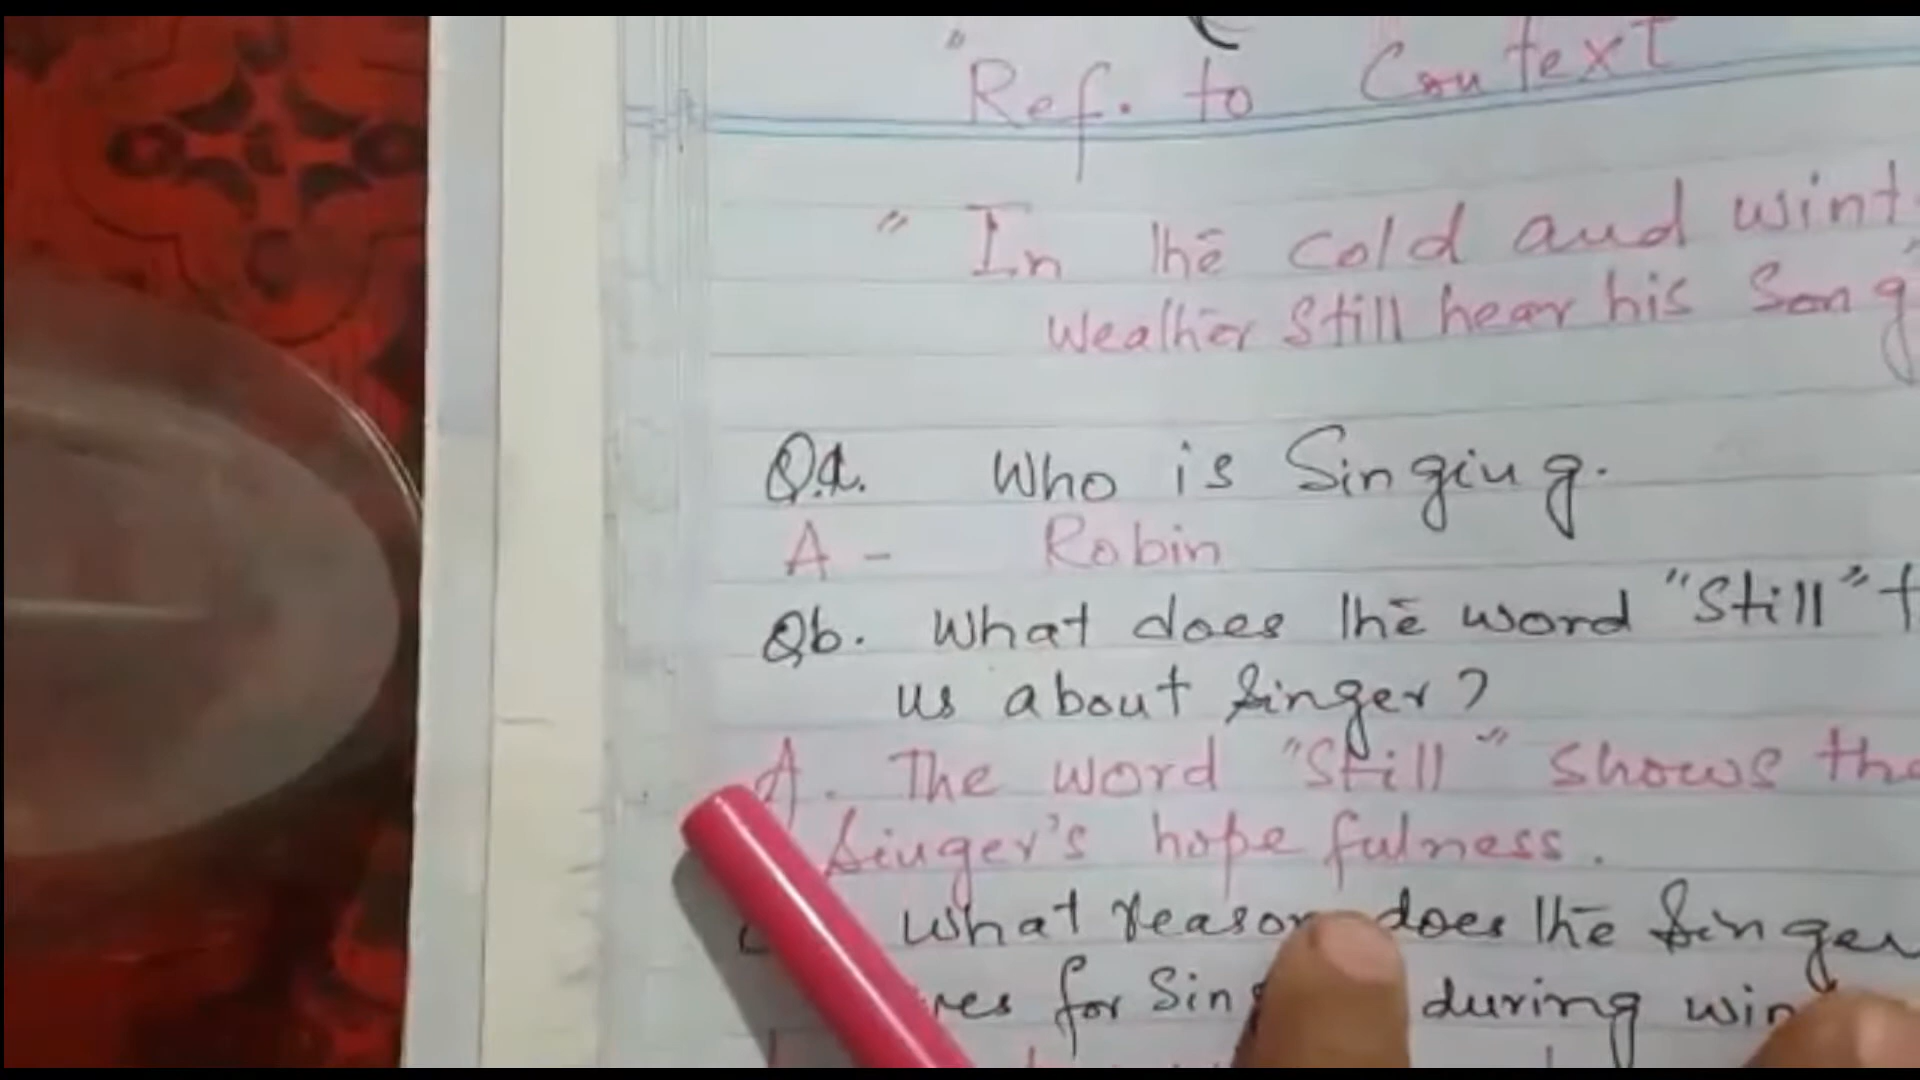 "Ref. to Context
"In the cold and wint
weather still hear his Song"
Q.a. Who is Singing.
A - Robin
Qb. What does the word "Still" t
us about Singer?
A. The word "Still" shows the
Singer's hopefulness.
What reason does the Singer
for during win